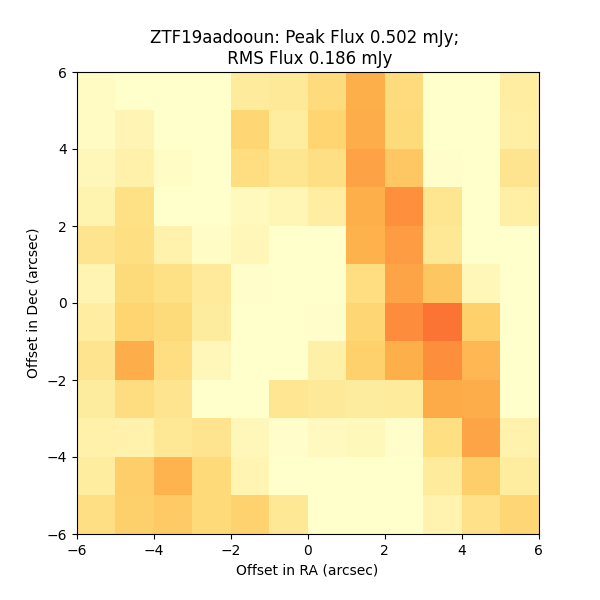 ZTF19aadooun: Peak Flux 0.502 mJy;
RMS Flux 0.186 mJy
6
4
2
0
−2
−4
−6
Offset in Dec (arcsec)
−6 −4 −2 0 2 4 6
Offset in RA (arcsec)